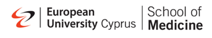 European School of
University Cyprus Medicine